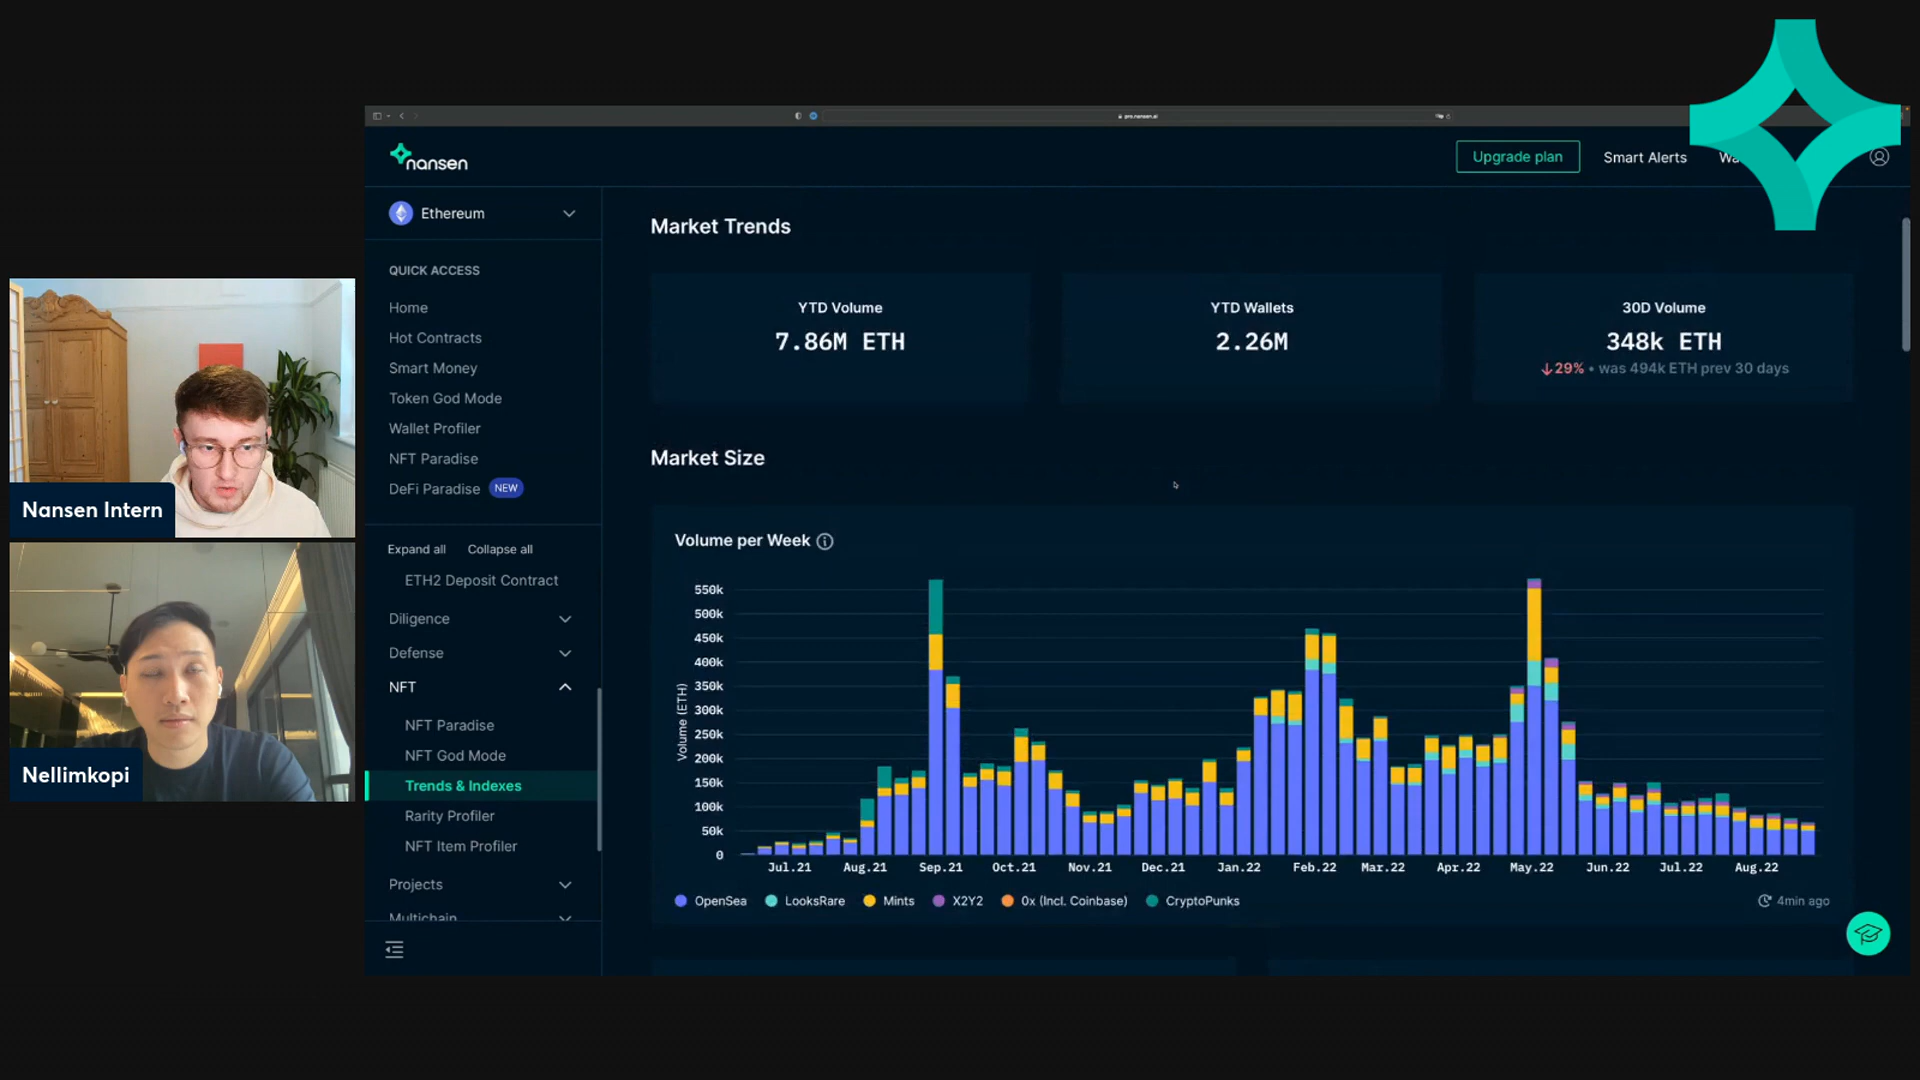 pro.nansen.ai
nansen
Upgrade plan
Smart Alerts
Ethereum
QUICK ACCESS
Home
Hot Contracts
Smart Money
Token God Mode
Wallet Profiler
NFT Paradise
DeFi Paradise NEW
Expand all Collapse all
ETH2 Deposit Contract
Diligence
Defense
NFT
NFT Paradise
NFT God Mode
Trends & Indexes
Rarity Profiler
NFT Item Profiler
Projects
Multichain
Market Trends
YTD Volume
7.86M ETH
YTD Wallets
2.26M
30D Volume
348k ETH
↓29% • was 494k ETH prev 30 days
Market Size
Volume per Week
Volume (ETH)
550k
500k
450k
400k
350k
300k
250k
200k
150k
100k
50k
0
Jul.21 Aug.21 Sep.21 Oct.21 Nov.21 Dec.21 Jan.22 Feb.22 Mar.22 Apr.22 May.22 Jun.22 Jul.22 Aug.22
OpenSea LooksRare Mints X2Y2 0x (Incl. Coinbase) CryptoPunks
4min ago
Nansen Intern
Nellimkopi